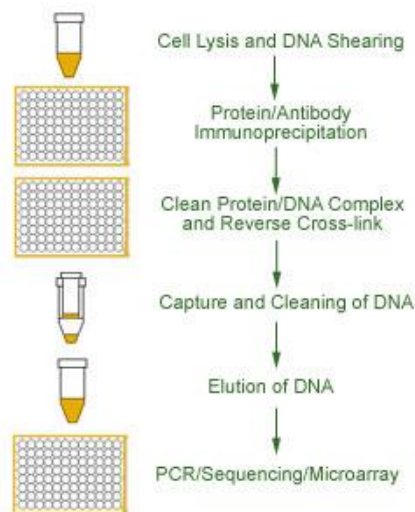 Cell Lysis and DNA Shearing
Protein/Antibody
Immunoprecipitation
Clean Protein/DNA Complex
and Reverse Cross-link
Capture and Cleaning of DNA
Elution of DNA
PCR/Sequencing/Microarray